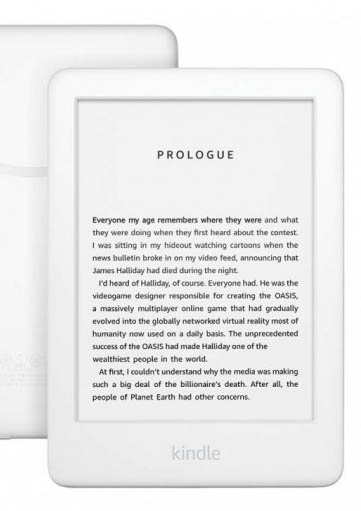 PROLOGUE
Everyone my age remembers where they were and what
they were doing when they first heard about the contest.
I was sitting in my hideout watching cartoons when the
news bulletin broke in on my video feed, announcing that
James Halliday had died during the night.
I'd heard of Halliday, of course. Everyone had. He was the
videogame designer responsible for creating the OASIS,
a massively multiplayer online game that had gradually
evolved into the globally networked virtual reality most of
humanity now used on a daily basis. The unprecedented
success of the OASIS had made Halliday one of the
wealthiest people in the world.
At first, I couldn't understand why the media was making
such a big deal of the billionaire's death. After all, the
people of Planet Earth had other concerns.
kindle